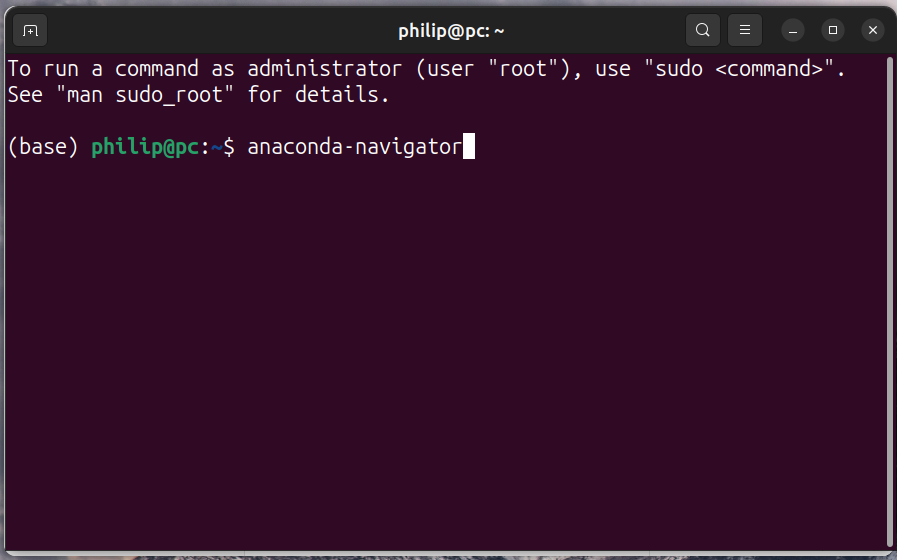 philip@pc: ~
To run a command as administrator (user "root"), use "sudo <command>".
See "man sudo_root" for details.
(base) philip@pc:~$ anaconda-navigator